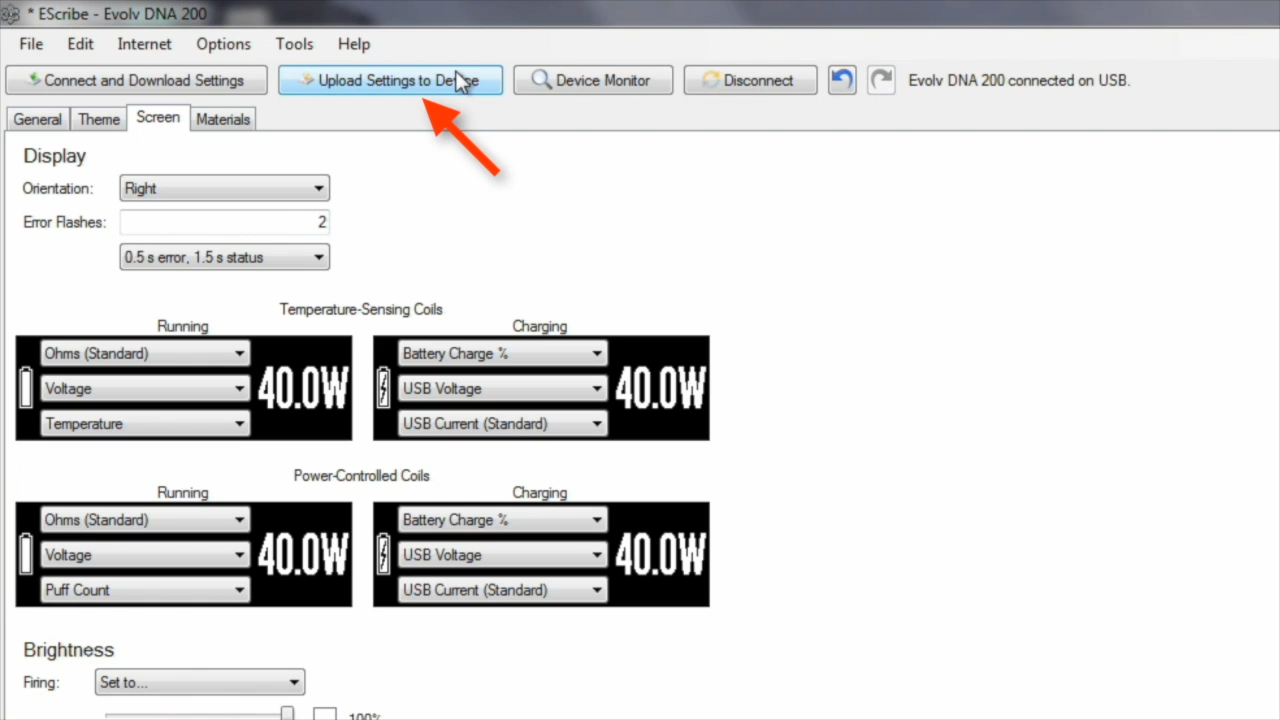 * EScribe - Evolv DNA 200
File Edit Internet Options Tools Help
Connect and Download Settings Upload Settings to Device Device Monitor Disconnect Evolv DNA 200 connected on USB.
General Theme Screen Materials
Display
Orientation: Right
Error Flashes: 2
0.5 s error, 1.5 s status
Temperature-Sensing Coils
Running Charging
Ohms (Standard) Battery Charge %
Voltage 40.0W USB Voltage 40.0W
Temperature USB Current (Standard)
Power-Controlled Coils
Running Charging
Ohms (Standard) Battery Charge %
Voltage 40.0W USB Voltage 40.0W
Puff Count USB Current (Standard)
Brightness
Firing: Set to...
100%